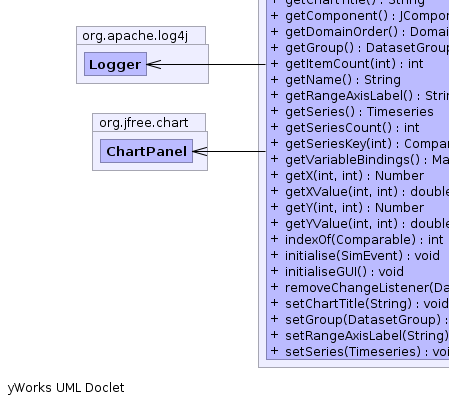 + getChartTitle() : String
+ getComponent() : JCompon
+ getDomainOrder() : Domai
+ getGroup() : DatasetGroup
+ getItemCount(int) : int
+ getName() : String
+ getRangeAxisLabel() : Strin
+ getSeries() : Timeseries
+ getSeriesCount() : int
+ getSeriesKey(int) : Compar
+ getVariableBindings() : Ma
+ getX(int, int) : Number
+ getXValue(int, int) : double
+ getY(int, int) : Number
+ getYValue(int, int) : double
+ indexOf(Comparable) : int
+ initialise(SimEvent) : void
+ initialiseGUI() : void
+ removeChangeListener(Da
+ setChartTitle(String) : void
+ setGroup(DatasetGroup) :
+ setRangeAxisLabel(String)
+ setSeries(Timeseries) : voi
org.apache.log4j
Logger
org.jfree.chart
ChartPanel
yWorks UML Doclet